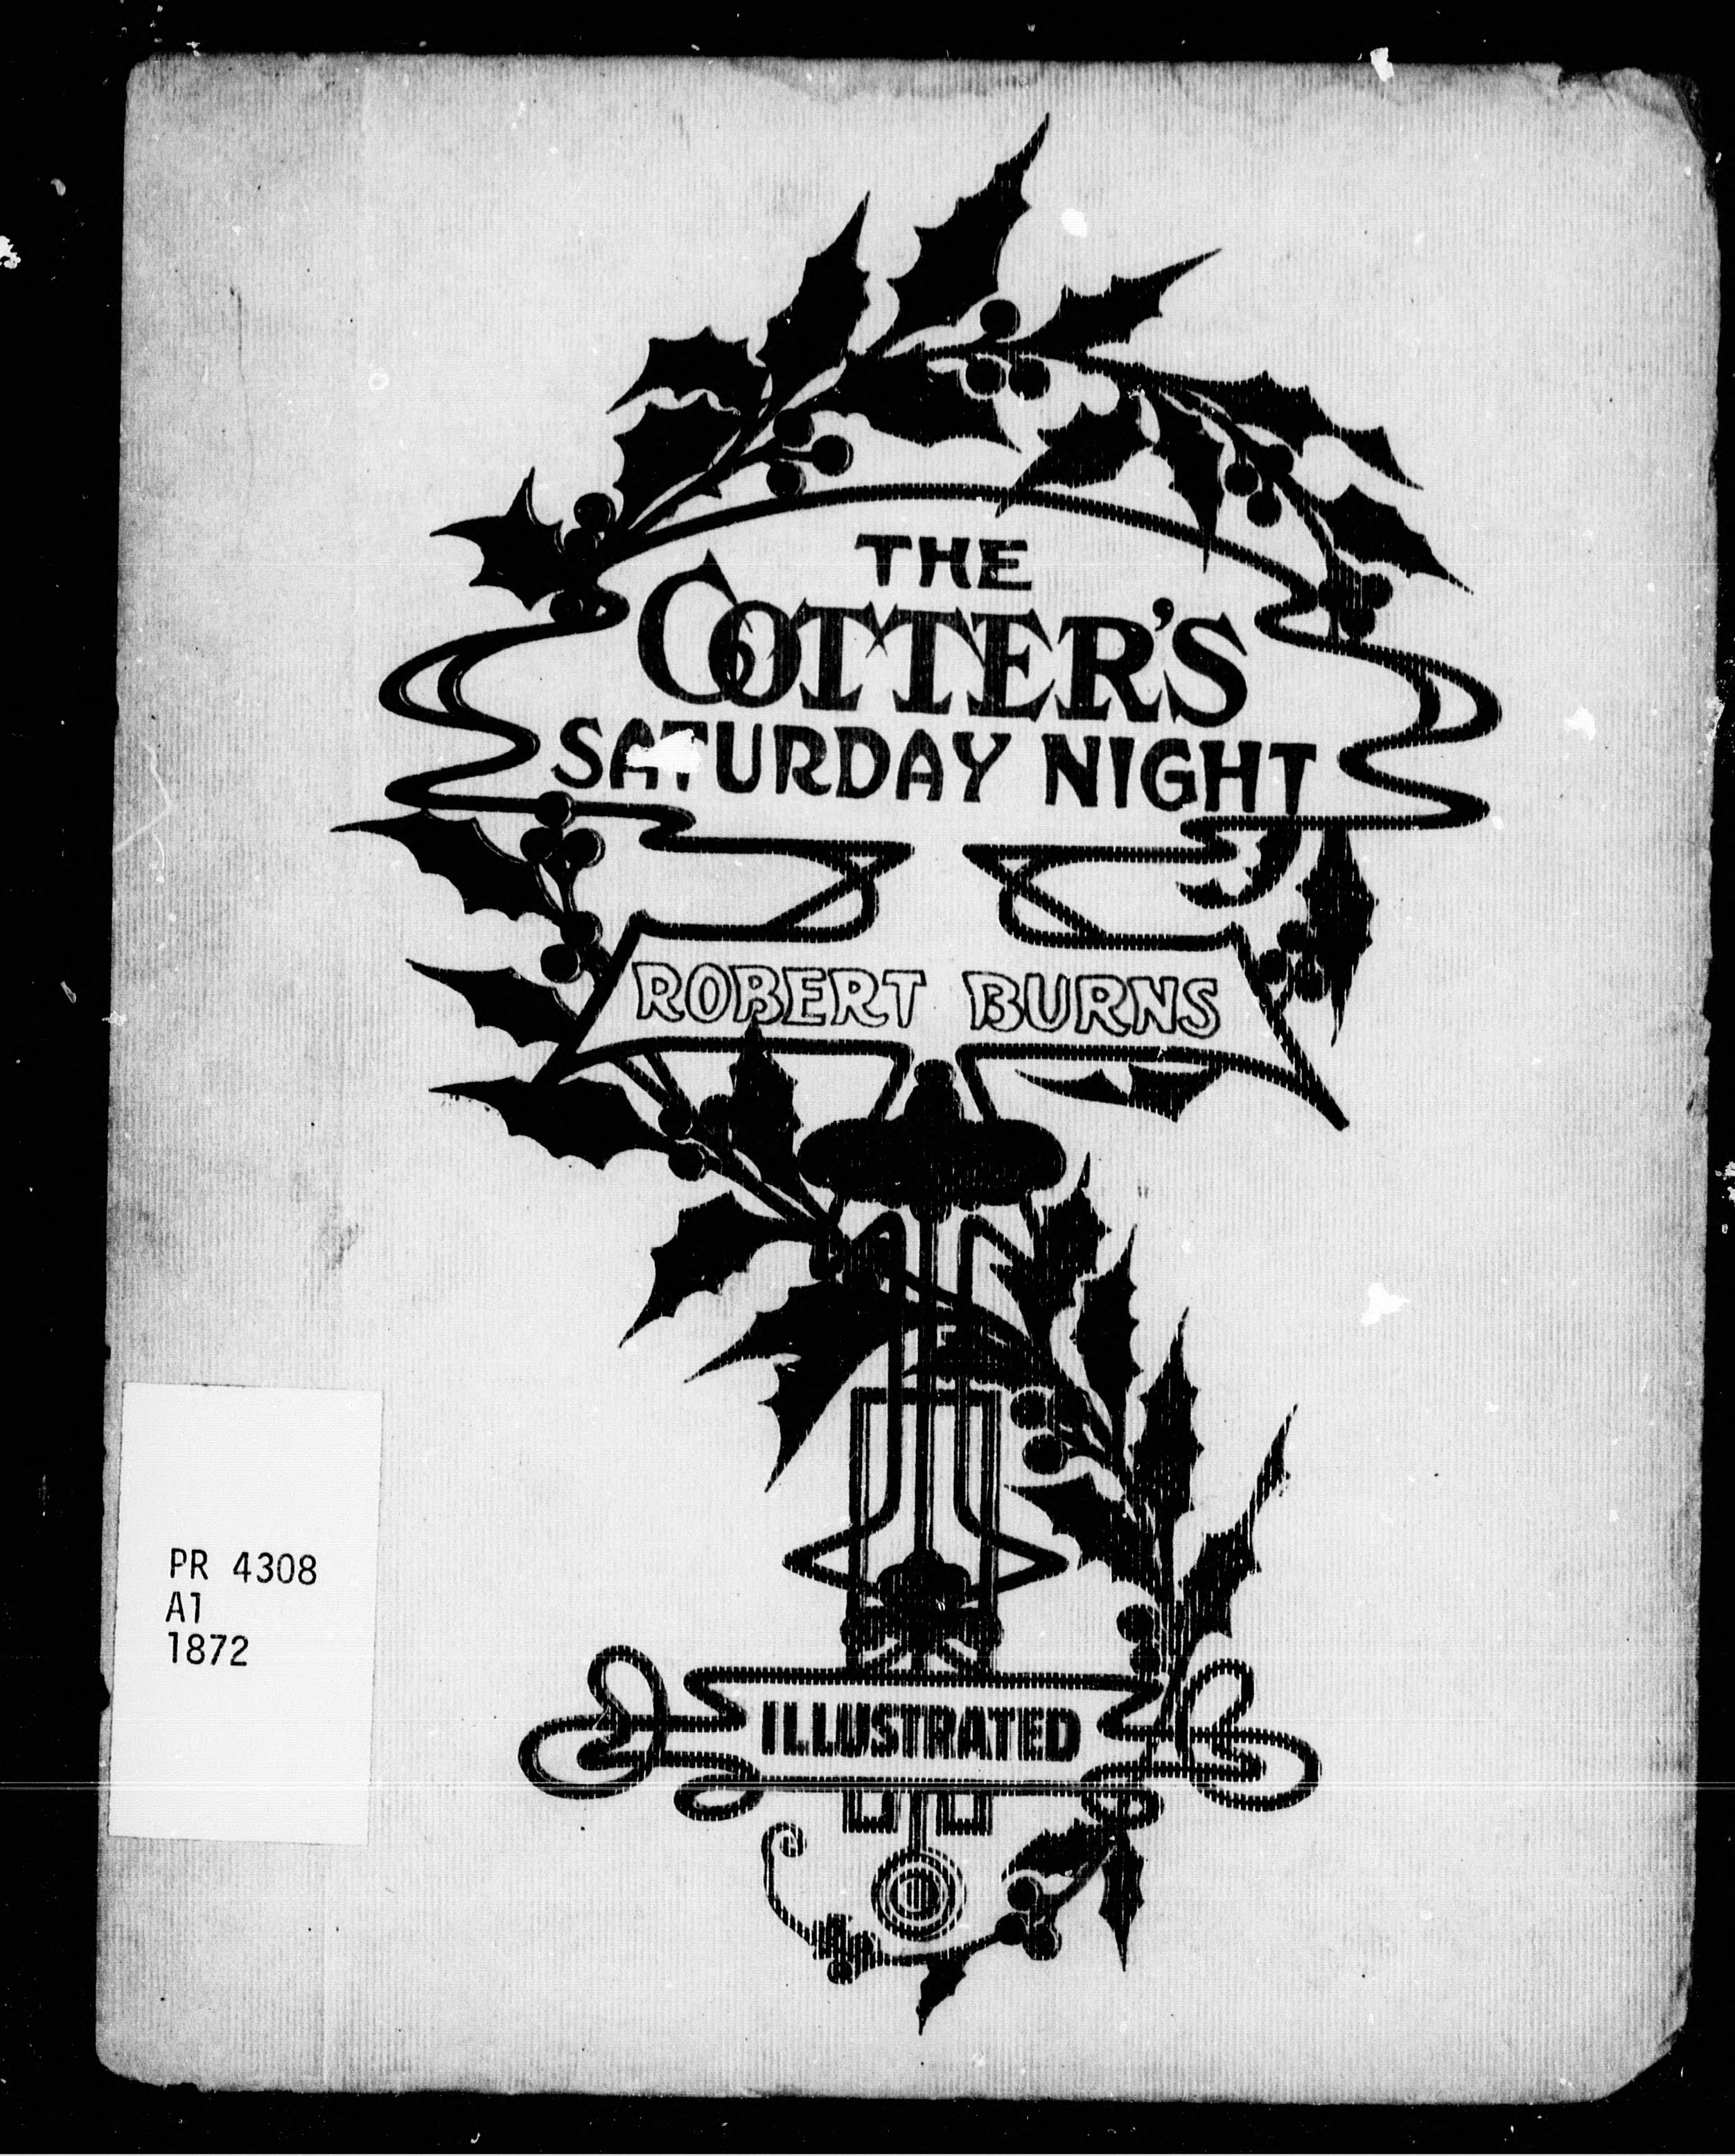 THE
COTTER'S
SATURDAY NIGHT
ROBERT BURNS
PR 4308
A1
1872
ILLUSTRATED